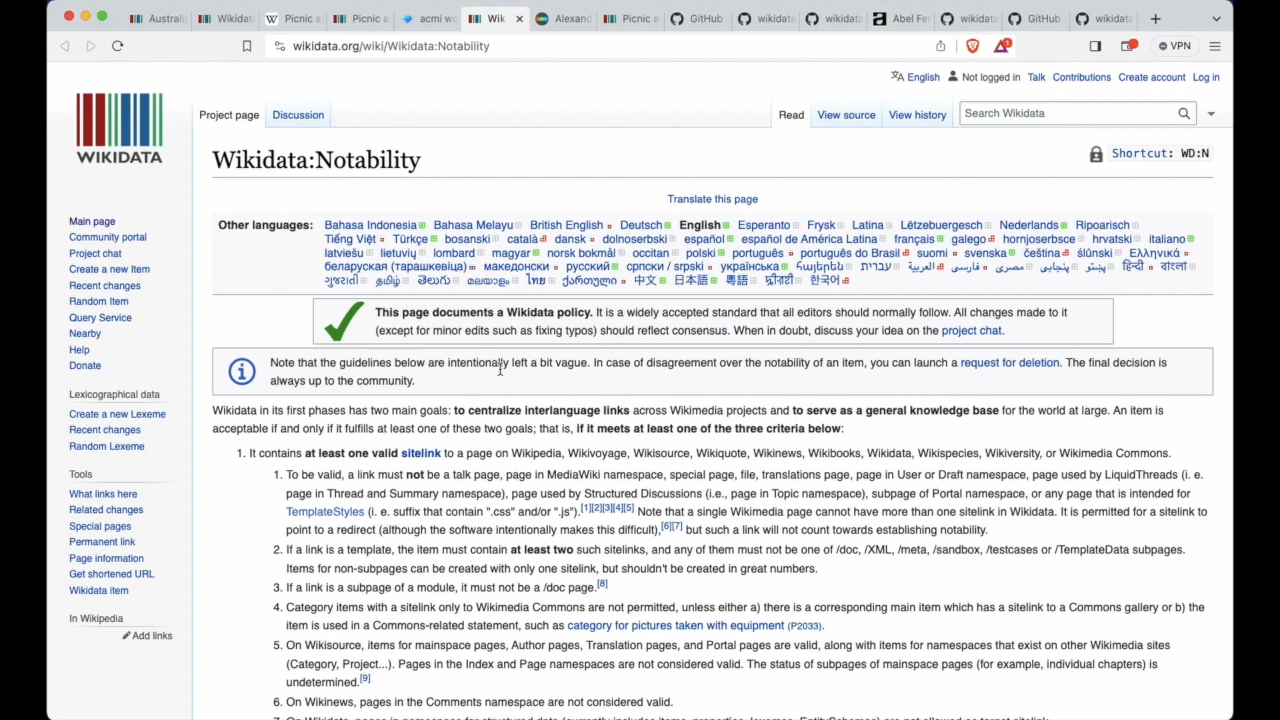 Australi
Wikidata
Picnic a
Picnic a
acmi wo
Wik
Alexand
Picnic a
GitHub
wikidata
wikidata
Abel Fe
wikidata
GitHub
wikidata
wikidata.org/wiki/Wikidata:Notability
VPN
English Not logged in Talk Contributions Create account Log in
Project page Discussion Read View source View history Search Wikidata
WIKIDATA
Wikidata:Notability
Shortcut: WD:N
Translate this page
Other languages: Bahasa Indonesia Bahasa Melayu British English Deutsch English Esperanto Frysk Latina Lëtzebuergesch Nederlands Ripoarisch
Tiếng Việt Türkçe bosanski català dansk dolnoserbski español español de América Latina français galego hornjoserbsce hrvatski italiano
latviešu lietuvių lombard magyar norsk bokmål occitan polski português português do Brasil suomi svenska čeština ślůnski Ελληνικά
беларуская (тарашкевіца) македонски русский српски / srpski українська Հայերեն עברית العربية فارسی مصرى پنجابی پښتو हिन्दी বাংলা
ગુજરાતી தமிழ் తెలుగు മലയാളം ไทย ქართული 中文 日本語 粵語 한국어
This page documents a Wikidata policy. It is a widely accepted standard that all editors should normally follow. All changes made to it
(except for minor edits such as fixing typos) should reflect consensus. When in doubt, discuss your idea on the project chat.
Note that the guidelines below are intentionally left a bit vague. In case of disagreement over the notability of an item, you can launch a request for deletion. The final decision is
always up to the community.
Wikidata in its first phases has two main goals: to centralize interlanguage links across Wikimedia projects and to serve as a general knowledge base for the world at large. An item is
acceptable if and only if it fulfills at least one of these two goals; that is, if it meets at least one of the three criteria below:
1. It contains at least one valid sitelink to a page on Wikipedia, Wikivoyage, Wikisource, Wikiquote, Wikinews, Wikibooks, Wikidata, Wikispecies, Wikiversity, or Wikimedia Commons.
1. To be valid, a link must not be a talk page, page in MediaWiki namespace, special page, file, translations page, page in User or Draft namespace, page used by LiquidThreads (i. e.
page in Thread and Summary namespace), page used by Structured Discussions (i.e., page in Topic namespace), subpage of Portal namespace, or any page that is intended for
TemplateStyles (i. e. suffix that contain ".css" and/or ".js").[1][2][3][4][5] Note that a single Wikimedia page cannot have more than one sitelink in Wikidata. It is permitted for a sitelink to
point to a redirect (although the software intentionally makes this difficult),[6][7] but such a link will not count towards establishing notability.
2. If a link is a template, the item must contain at least two such sitelinks, and any of them must not be one of /doc, /XML, /meta, /sandbox, /testcases or /TemplateData subpages.
Items for non-subpages can be created with only one sitelink, but shouldn't be created in great numbers.
3. If a link is a subpage of a module, it must not be a /doc page.[8]
4. Category items with a sitelink only to Wikimedia Commons are not permitted, unless either a) there is a corresponding main item which has a sitelink to a Commons gallery or b) the
item is used in a Commons-related statement, such as category for pictures taken with equipment (P2033).
5. On Wikisource, items for mainspace pages, Author pages, Translation pages, and Portal pages are valid, along with items for namespaces that exist on other Wikimedia sites
(Category, Project...). Pages in the Index and Page namespaces are not considered valid. The status of subpages of mainspace pages (for example, individual chapters) is
undetermined.[9]
6. On Wikinews, pages in the Comments namespace are not considered valid.
Main page
Community portal
Project chat
Create a new Item
Recent changes
Random Item
Query Service
Nearby
Help
Donate
Lexicographical data
Create a new Lexeme
Recent changes
Random Lexeme
Tools
What links here
Related changes
Special pages
Permanent link
Page information
Get shortened URL
Wikidata item
In Wikipedia
Add links